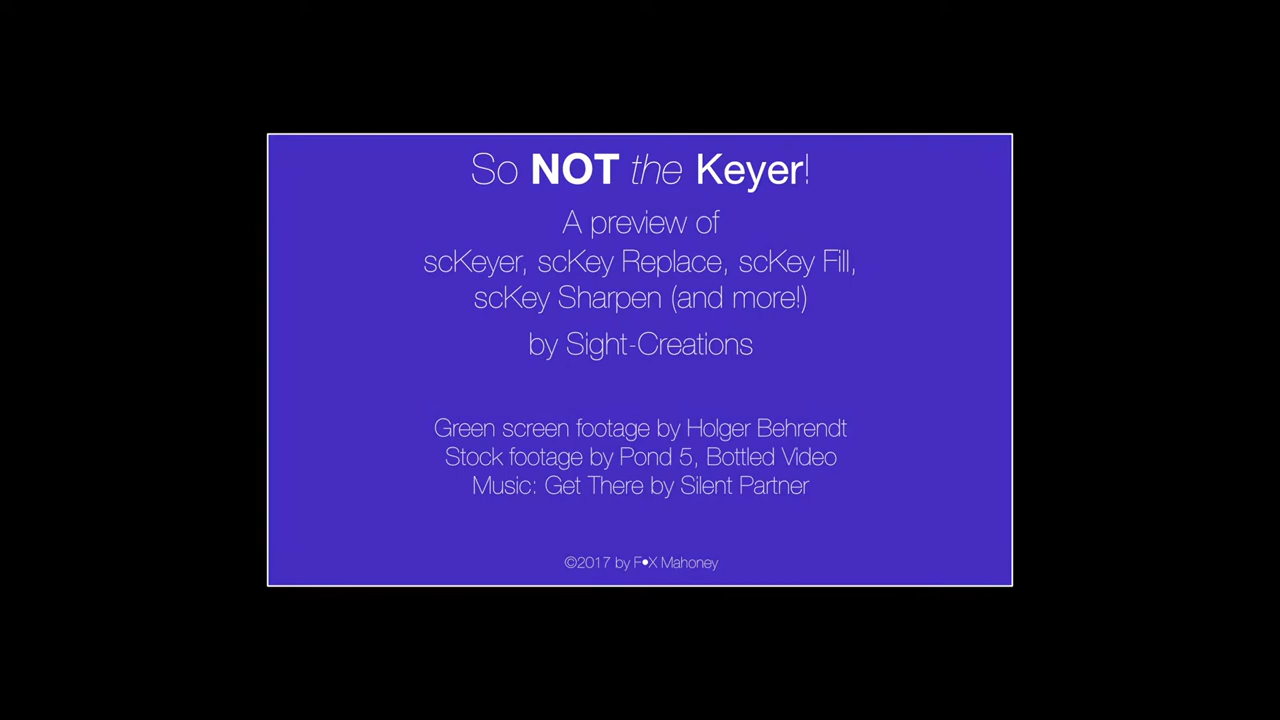 So NOT the Keyer!
A preview of
scKeyer, scKey Replace, scKey Fill,
scKey Sharpen (and more!)
by Sight-Creations
Green screen footage by Holger Behrendt
Stock footage by Pond 5, Bottled Video
Music: Get There by Silent Partner
©2017 by F•X Mahoney